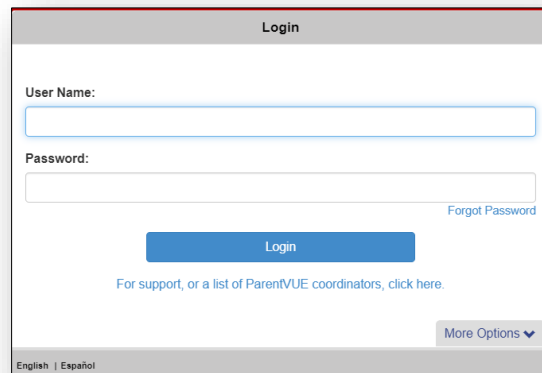 Login
User Name:
Password:
Forgot Password
Login
For support, or a list of ParentVUE coordinators, click here.
More Options
English | Español